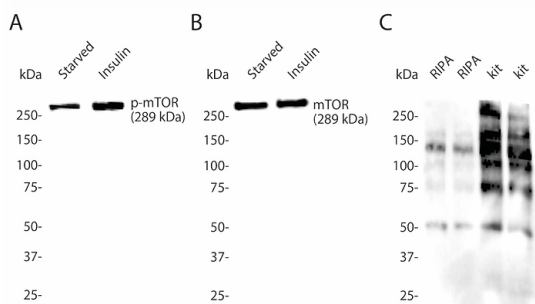 A
B
C
kDa
Starved
Insulin
p-mTOR
(289 kDa)
250-
150-
100-
75-
50-
37-
25-
kDa
Starved
Insulin
mTOR
(289 kDa)
250-
150-
100-
75-
50-
37-
25-
kDa
RIPA
RIPA
kit
kit
250-
150-
100-
75-
50-
37-
25-